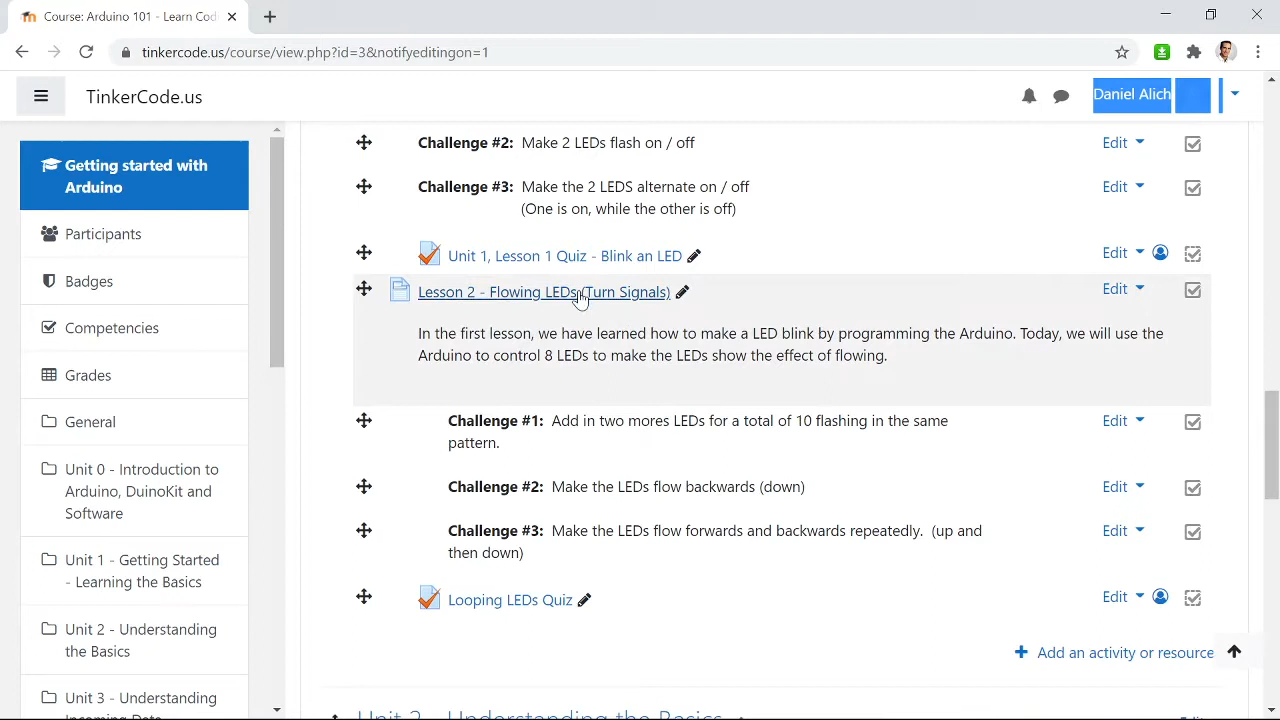 Course: Arduino 101 - Learn Cod
tinkercode.us/course/view.php?id=3&notifyeditingon=1
TinkerCode.us
Daniel Alich
Getting started with
Arduino
Participants
Badges
Competencies
Grades
General
Unit 0 - Introduction to
Arduino, DuinoKit and
Software
Unit 1 - Getting Started
- Learning the Basics
Unit 2 - Understanding
the Basics
Unit 3 - Understanding
Incoming Data
Challenge #2: Make 2 LEDs flash on / off
Edit
Challenge #3: Make the 2 LEDS alternate on / off
(One is on, while the other is off)
Edit
Unit 1, Lesson 1 Quiz - Blink an LED
Edit
Lesson 2 - Flowing LEDs (Turn Signals)
Edit
In the first lesson, we have learned how to make a LED blink by programming the Arduino. Today, we will use the
Arduino to control 8 LEDs to make the LEDs show the effect of flowing.
Challenge #1: Add in two mores LEDs for a total of 10 flashing in the same
pattern.
Edit
Challenge #2: Make the LEDs flow backwards (down)
Edit
Challenge #3: Make the LEDs flow forwards and backwards repeatedly. (up and
then down)
Edit
Looping LEDs Quiz
Edit
Add an activity or resource
Unit 2 - Understanding the Basics
Edit